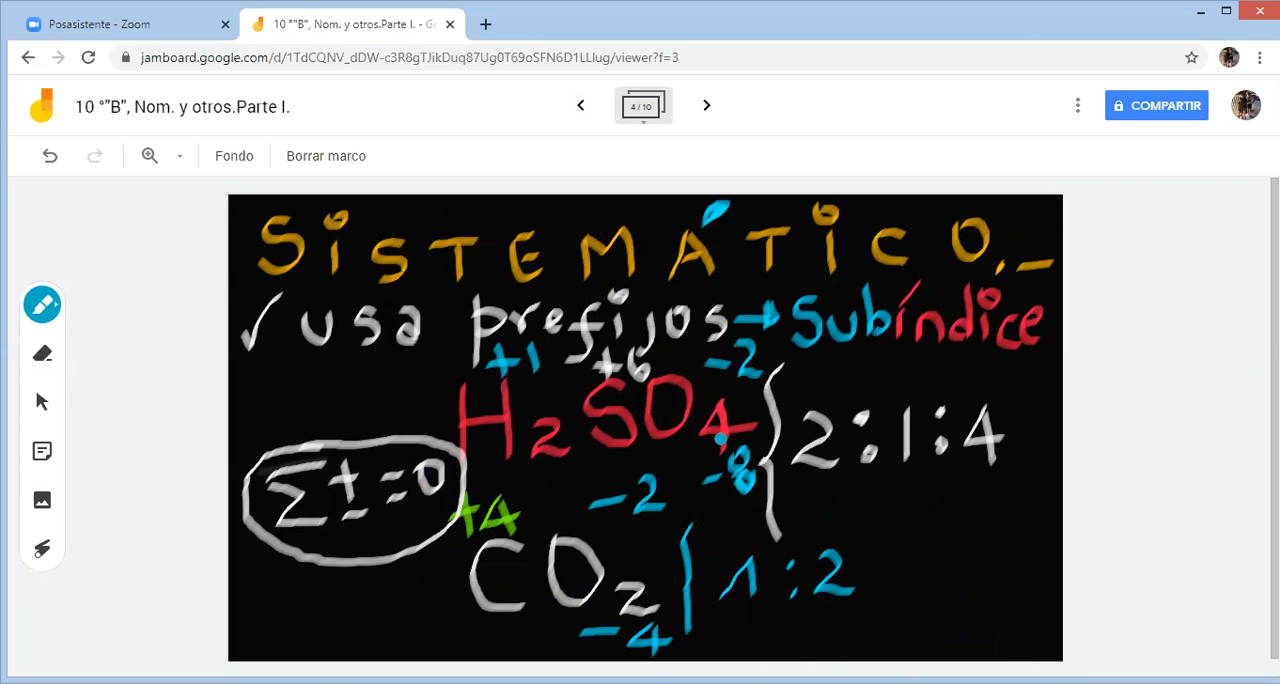 Posasistente - Zoom
10 °"B", Nom. y otros.Parte I. - G
jamboard.google.com/d/1TdCQNV_dDW-c3R8gTJikDuq87Ug0T69oSFN6D1LLlug/viewer?f=3
10 °"B", Nom. y otros.Parte I.
4 / 10
COMPARTIR
Fondo
Borrar marco
SiSTEMÁTiCO._
✓ usa prefijos → Subíndice
+1 +6 -2
H2SO4 { 2:1:4
Σ± = 0
-8
+4 -2
CO2 { 1:2
-4